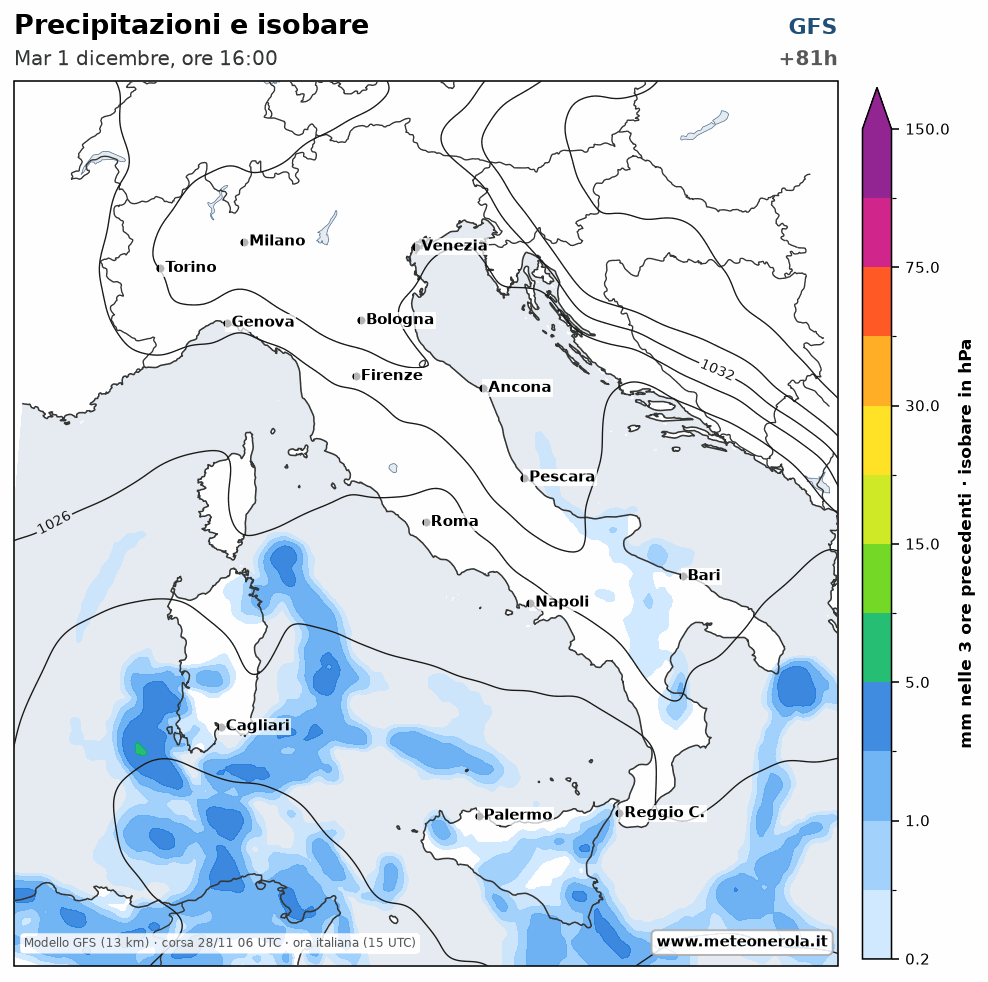 Precipitazioni e isobare
GFS
Mar 1 dicembre, ore 16:00
+81h
150.0
75.0
30.0
15.0
5.0
1.0
0.2
mm nelle 3 ore precedenti · isobare in hPa
Milano
Venezia
Torino
Genova
Bologna
Firenze
Ancona
1032
Pescara
1026
Roma
Bari
Napoli
Cagliari
Palermo
Reggio C.
Modello GFS (13 km) · corsa 28/11 06 UTC · ora italiana (15 UTC)
www.meteonerola.it